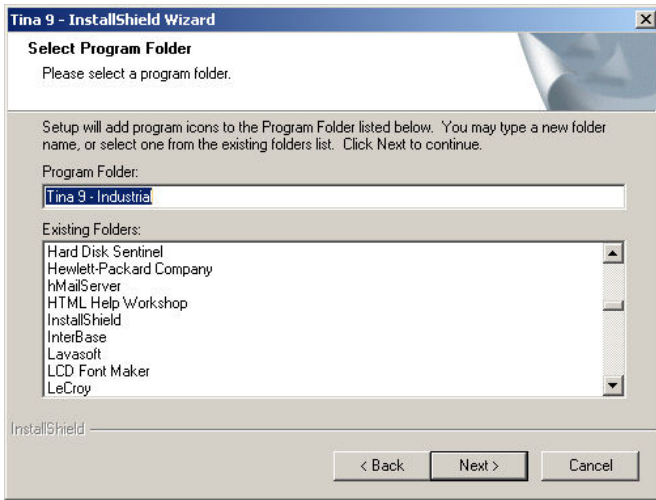 Tina 9 - InstallShield Wizard
Select Program Folder
Please select a program folder.
Setup will add program icons to the Program Folder listed below. You may type a new folder
name, or select one from the existing folders list. Click Next to continue.
Program Folder:
Tina 9 - Industrial
Existing Folders:
Hard Disk Sentinel
Hewlett-Packard Company
hMailServer
HTML Help Workshop
InstallShield
InterBase
Lavasoft
LCD Font Maker
LeCroy
InstallShield
< Back Next > Cancel